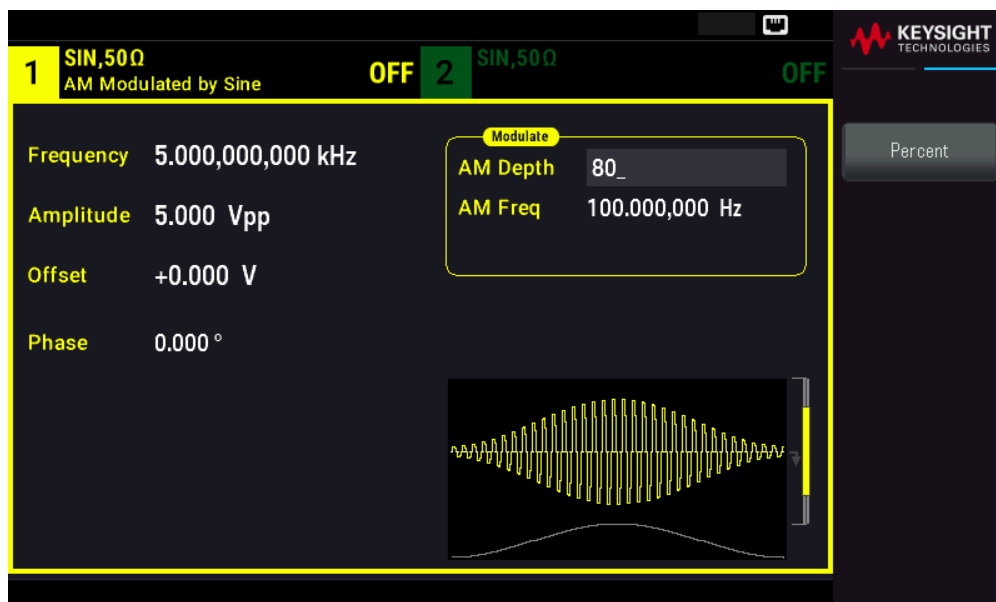 KEYSIGHT
TECHNOLOGIES
1
SIN,50Ω
AM Modulated by Sine
OFF
2
SIN,50Ω
OFF
Frequency 5.000,000,000 kHz
Amplitude 5.000 Vpp
Offset +0.000 V
Phase 0.000 °
Modulate
AM Depth 80_
AM Freq 100.000,000 Hz
Percent